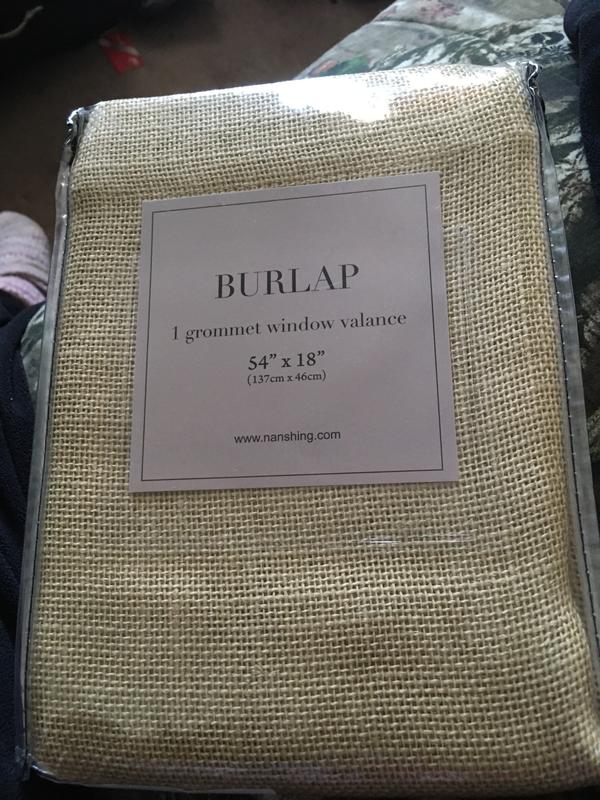 BURLAP
1 grommet window valance
54” x 18”
(137cm x 46cm)
www.nanshing.com